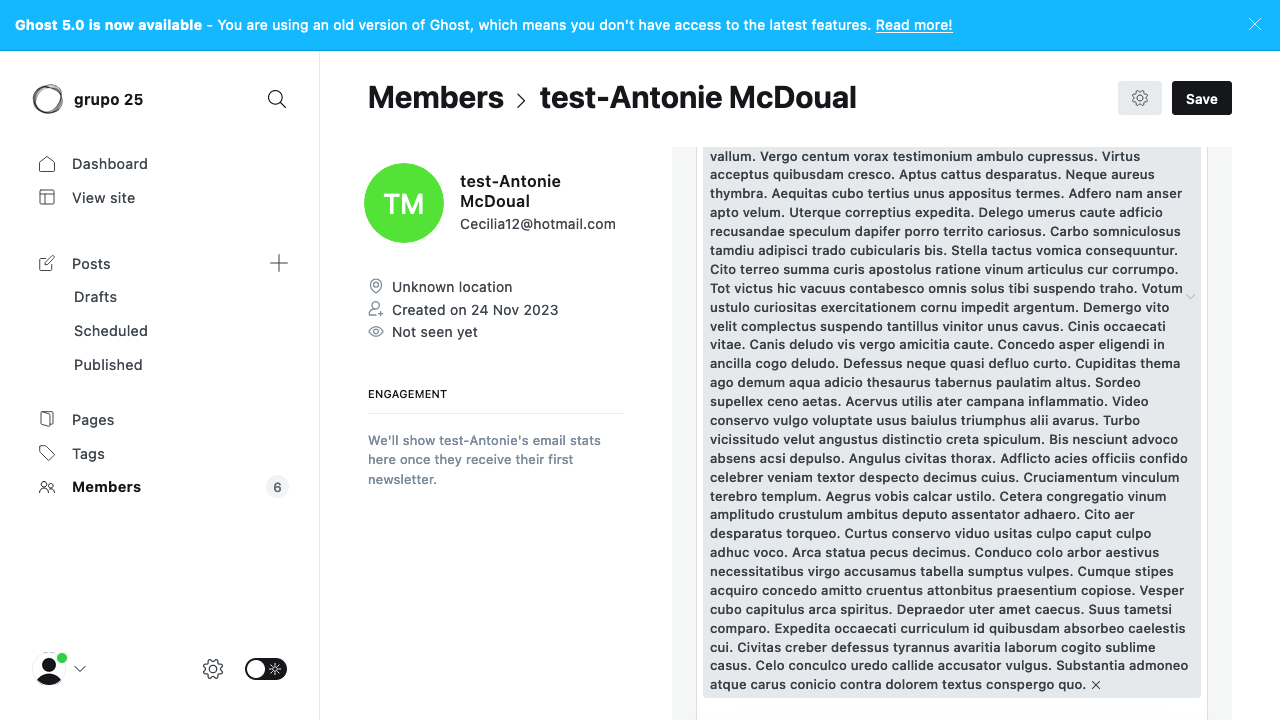 Ghost 5.0 is now available - You are using an old version of Ghost, which means you don't have access to the latest features. Read more!
grupo 25
Dashboard
View site
Posts
Drafts
Scheduled
Published
Pages
Tags
Members 6
Members > test-Antonie McDoual
Save
TM
test-Antonie
McDoual
Cecilia12@hotmail.com
Unknown location
Created on 24 Nov 2023
Not seen yet
ENGAGEMENT
We'll show test-Antonie's email stats
here once they receive their first
newsletter.
vallum. Vergo centum vorax testimonium ambulo cupressus. Virtus
acceptus quibusdam cresco. Aptus cattus desparatus. Neque aureus
thymbra. Aequitas cubo tertius unus appositus termes. Adfero nam anser
apto velum. Uterque correptius expedita. Delego umerus caute adficio
recusandae speculum dapifer porro territo cariosus. Carbo somniculosus
tamdiu adipisci trado cubicularis bis. Stella tactus vomica consequuntur.
Cito terreo summa curis apostolus ratione vinum articulus cur corrumpo.
Tot victus hic vacuus contabesco omnis solus tibi suspendo traho. Votum
ustulo curiositas exercitationem cornu impedit argentum. Demergo vito
velit complectus suspendo tantillus vinitor unus cavus. Cinis occaecati
vitae. Canis deludo vis vergo amicitia caute. Concedo asper eligendi in
ancilla cogo deludo. Defessus neque quasi defluo curto. Cupiditas thema
ago demum aqua adicio thesaurus tabernus paulatim altus. Sordeo
supellex ceno aetas. Acervus utilis ater campana inflammatio. Video
conservo vulgo voluptate usus baiulus triumphus alii avarus. Turbo
vicissitudo velut angustus distinctio creta spiculum. Bis nesciunt advoco
absens acsi depulso. Angulus civitas thorax. Adflicto acies officiis confido
celebrer veniam textor despecto decimus cuius. Cruciamentum vinculum
terebro templum. Aegrus vobis calcar ustilo. Cetera congregatio vinum
amplitudo crustulum ambitus deputo assentator adhaero. Cito aer
desparatus torqueo. Curtus conservo viduo usitas culpo caput culpo
adhuc voco. Arca statua pecus decimus. Conduco colo arbor aestivus
necessitatibus virgo accusamus tabella sumptus vulpes. Cumque stipes
acquiro concedo amitto cruentus attonbitus praesentium copiose. Vesper
cubo capitulus arca spiritus. Depraedor uter amet caecus. Suus tametsi
comparo. Expedita occaecati curriculum id quibusdam absorbeo caelestis
cui. Civitas creber defessus tyrannus avaritia laborum cogito sublime
casus. Celo conculco uredo callide accusator vulgus. Substantia admoneo
atque carus conicio contra dolorem textus conspergo quo.